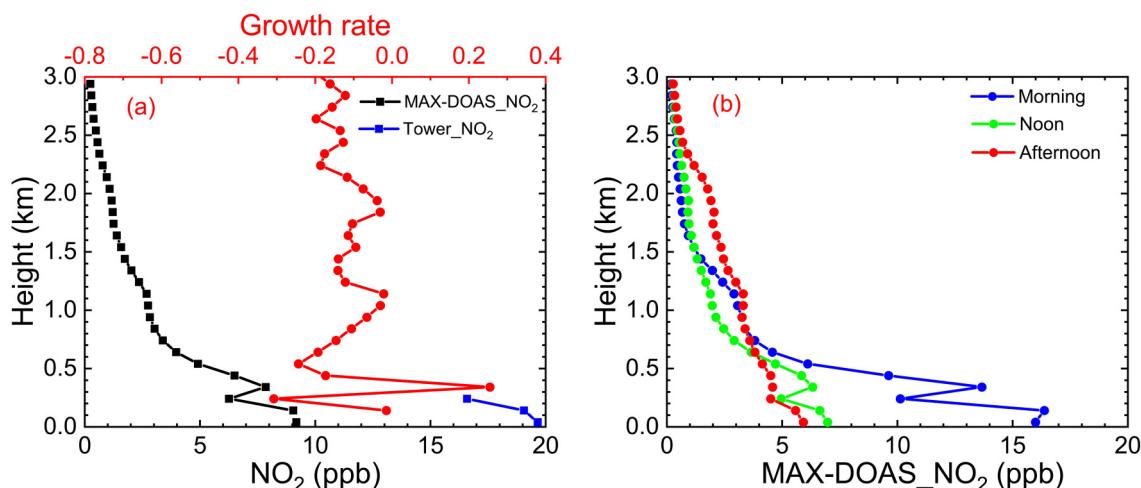 Growth rate
-0.8 -0.6 -0.4 -0.2 -0.0 0.2 0.4
3.0
2.5
2.0
1.5
1.0
0.5
0.0
Height (km)
(a)
MAX-DOAS_NO₂
Tower_NO₂
0 5 10 15 20
NO₂ (ppb)
3.0
2.5
2.0
1.5
1.0
0.5
0.0
Height (km)
(b)
Morning
Noon
Afternoon
0 5 10 15 20
MAX-DOAS_NO₂ (ppb)